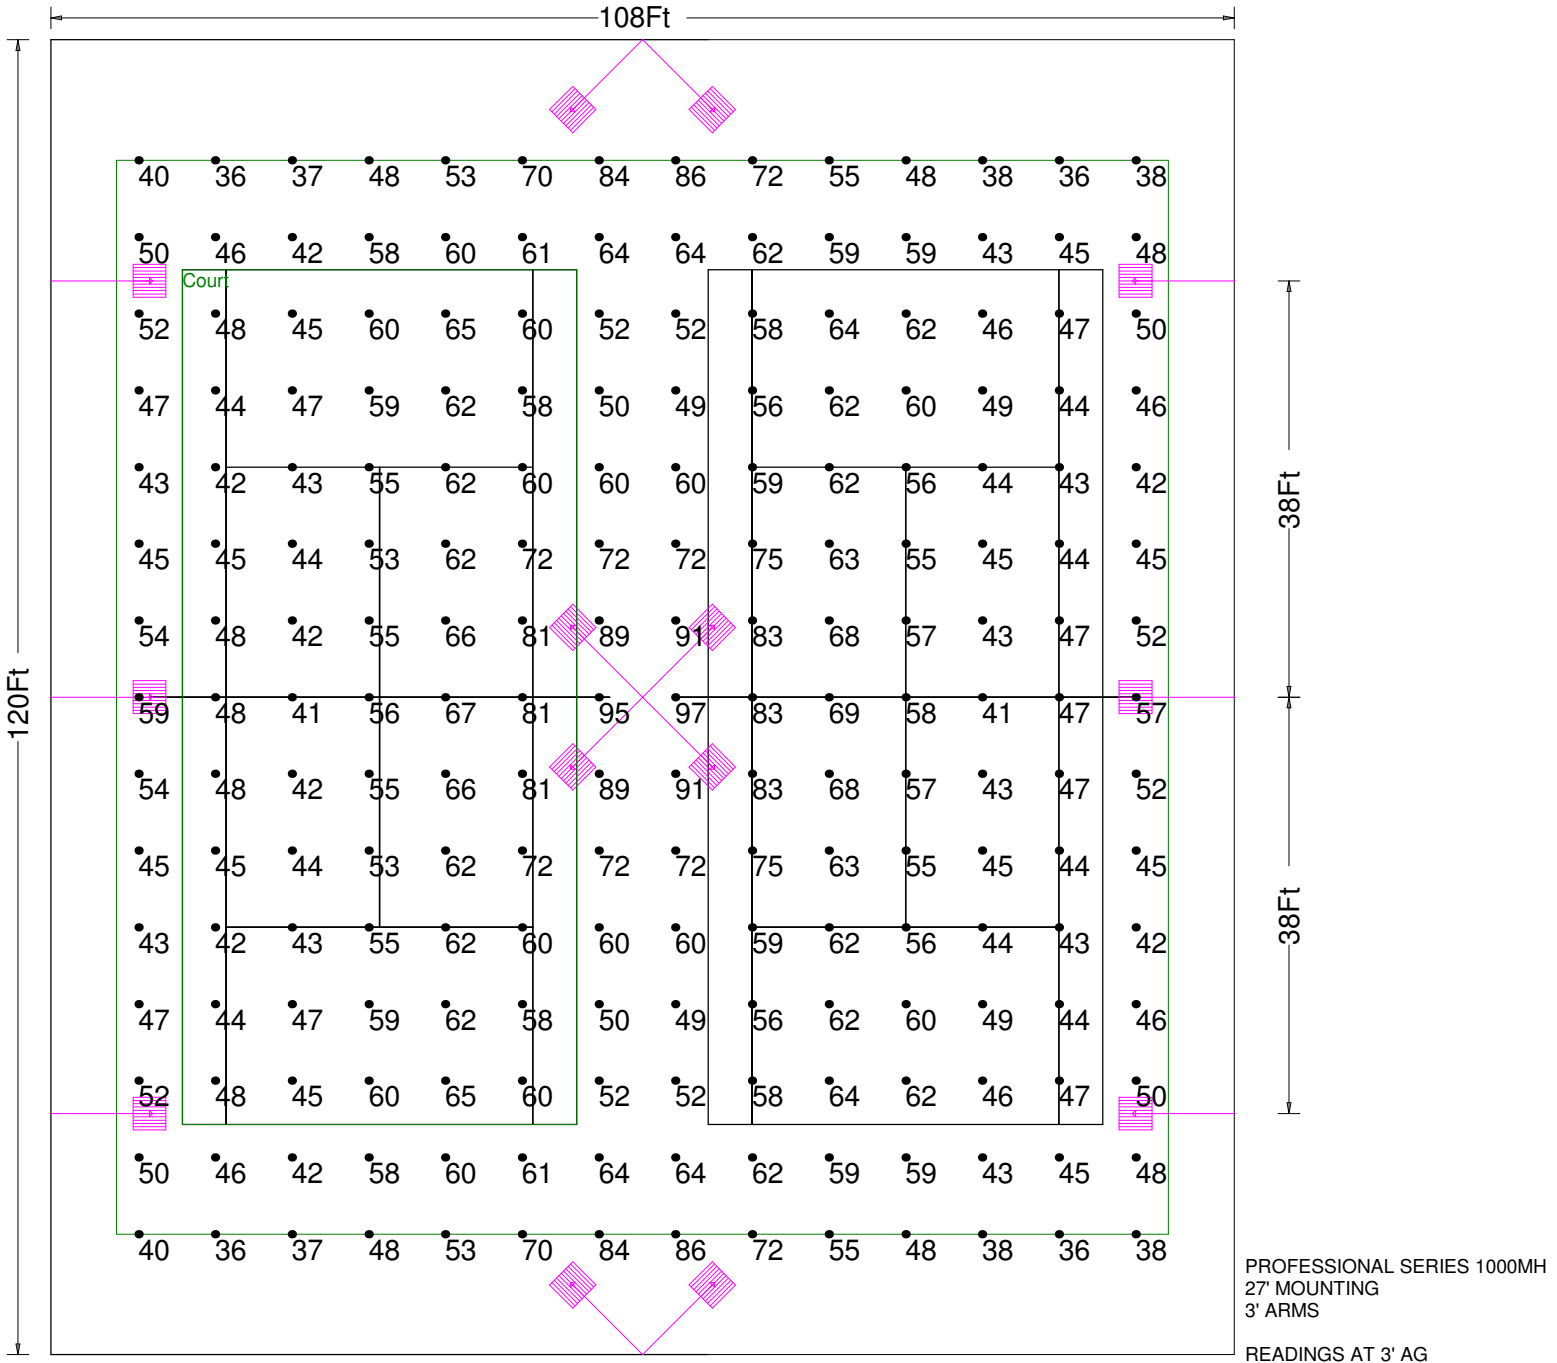 108Ft
40 36 37 48 53 70 84 86 72 55 48 38 36 38
50 46 42 58 60 61 64 64 62 59 59 43 45 48
Court
52 48 45 60 65 60 52 52 58 64 62 46 47 50
47 44 47 59 62 58 50 49 56 62 60 49 44 46
43 42 43 55 62 60 60 60 59 62 56 44 43 42
38Ft
45 45 44 53 62 72 72 72 75 63 55 45 44 45
54 48 42 55 66 81 89 91 83 68 57 43 47 52
120Ft
59 48 41 56 67 81 95 97 83 69 58 41 47 57
54 48 42 55 66 81 89 91 83 68 57 43 47 52
45 45 44 53 62 72 72 72 75 63 55 45 44 45
38Ft
43 42 43 55 62 60 60 60 59 62 56 44 43 42
47 44 47 59 62 58 50 49 56 62 60 49 44 46
52 48 45 60 65 60 52 52 58 64 62 46 47 50
50 46 42 58 60 61 64 64 62 59 59 43 45 48
40 36 37 48 53 70 84 86 72 55 48 38 36 38
PROFESSIONAL SERIES 1000MH
27' MOUNTING
3' ARMS
READINGS AT 3' AG